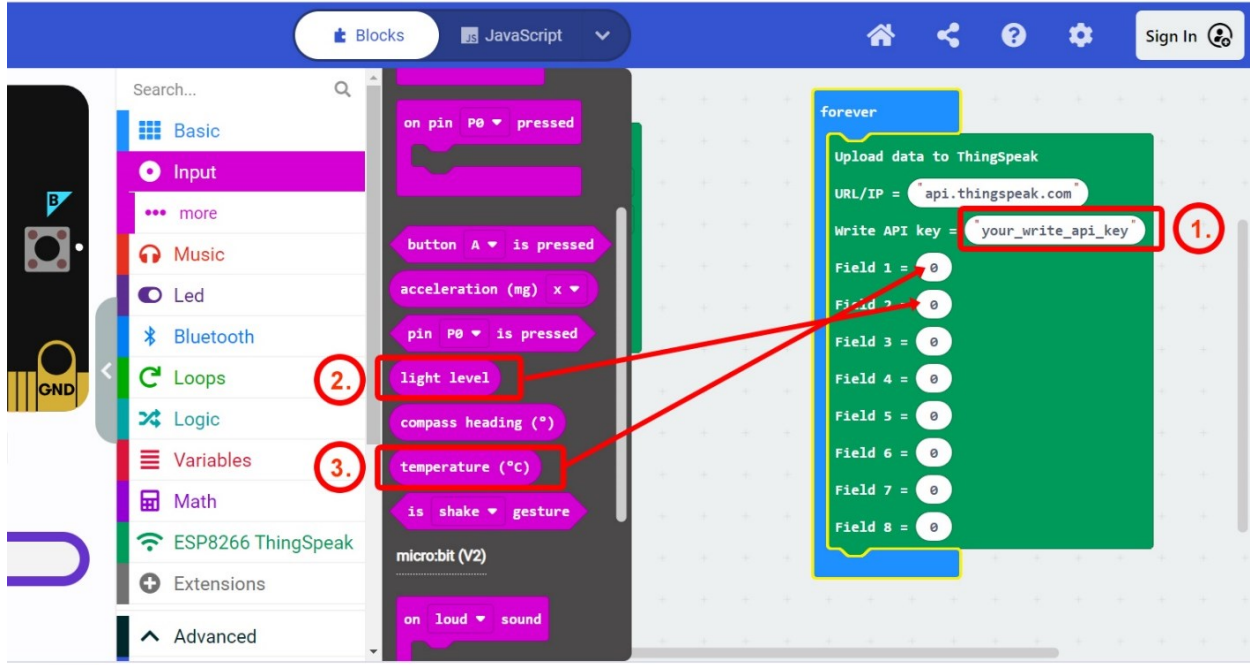 Blocks
JS JavaScript
Sign In
B
GND
Search...
Basic
Input
more
Music
Led
Bluetooth
Loops
Logic
Variables
Math
ESP8266 ThingSpeak
Extensions
Advanced
on pin P0 pressed
button A is pressed
acceleration (mg) x
pin P0 is pressed
2. light level
compass heading (°)
3. temperature (°C)
is shake gesture
micro:bit (V2)
on loud sound
forever
Upload data to ThingSpeak
URL/IP = "api.thingspeak.com"
Write API key = "your_write_api_key" 1.
Field 1 = 0
Field 2 = 0
Field 3 = 0
Field 4 = 0
Field 5 = 0
Field 6 = 0
Field 7 = 0
Field 8 = 0